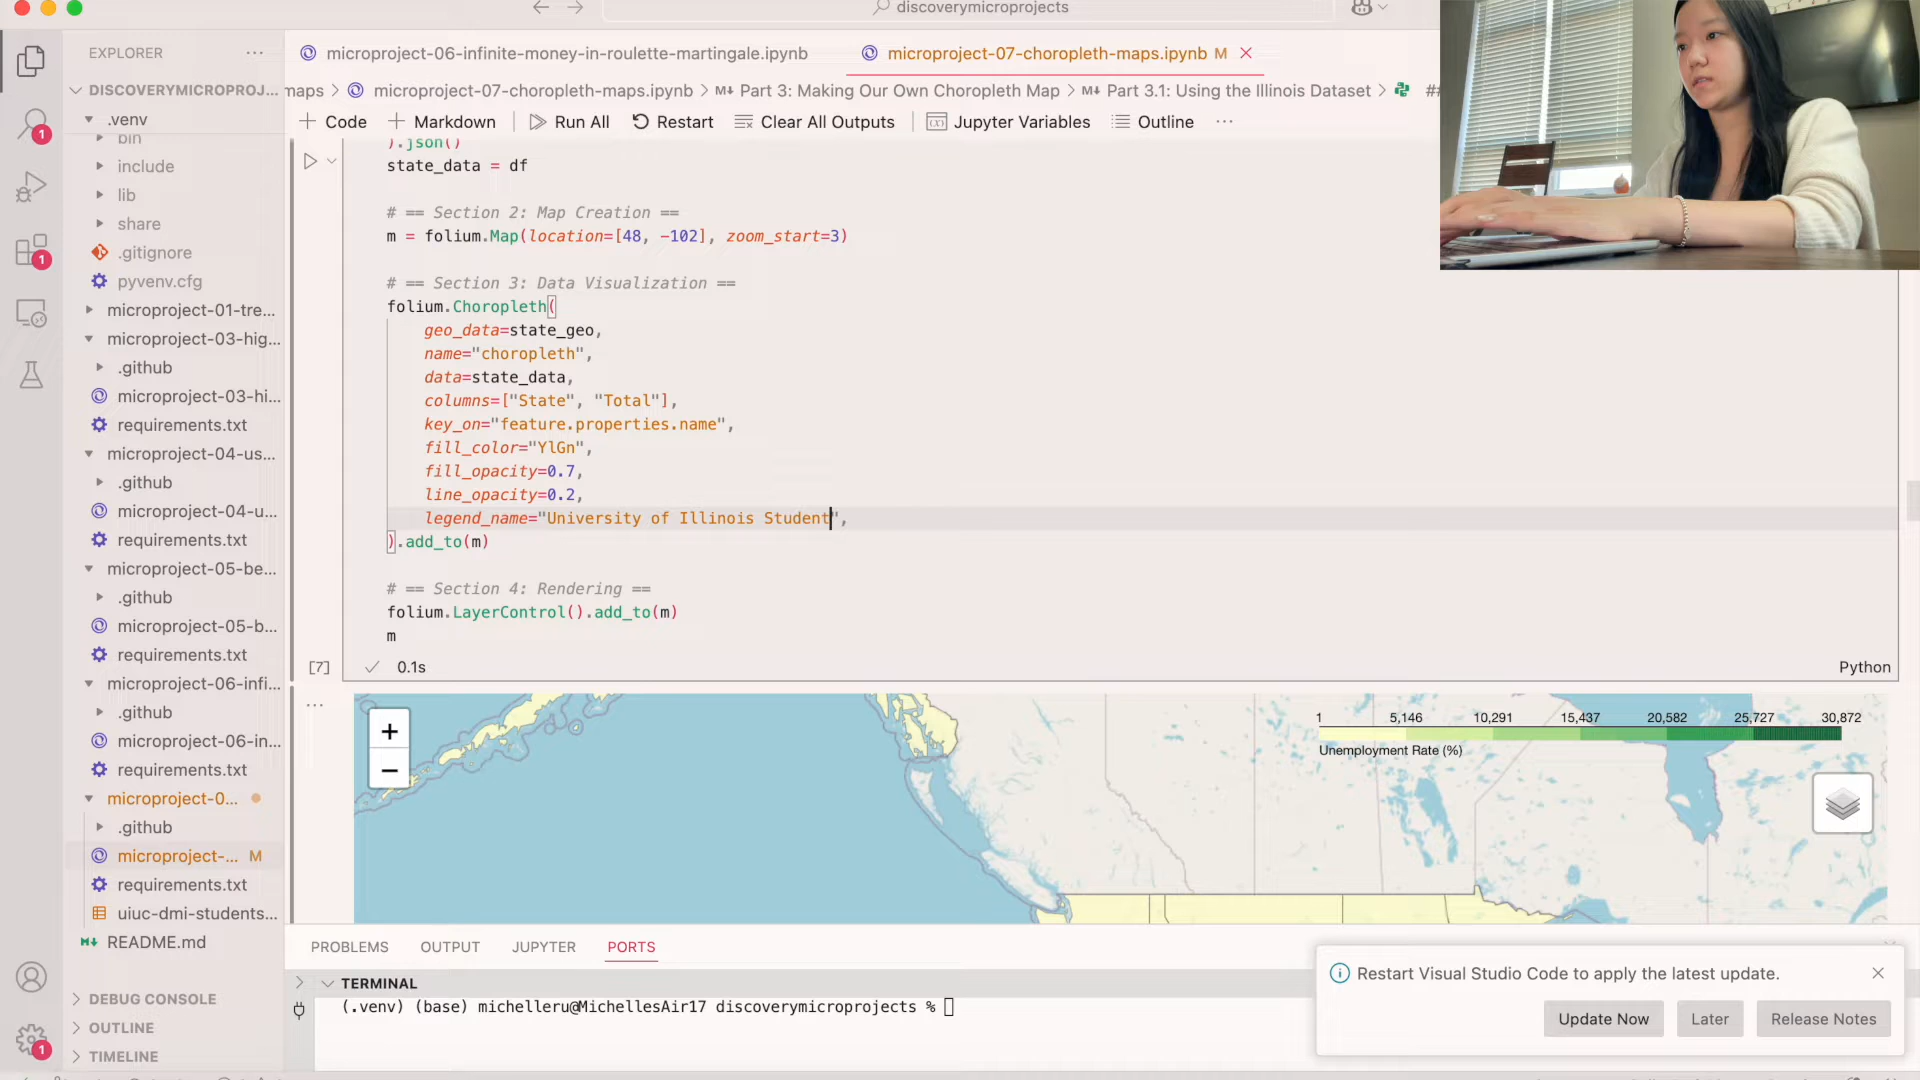 discoverymicroprojects
EXPLORER
microproject-06-infinite-money-in-roulette-martingale.ipynb
microproject-07-choropleth-maps.ipynb M
DISCOVERYMICROPROJ...
maps > microproject-07-choropleth-maps.ipynb > M↓ Part 3: Making Our Own Choropleth Map > M↓ Part 3.1: Using the Illinois Dataset > ##
+ Code + Markdown Run All Restart Clear All Outputs Jupyter Variables Outline ...
.venv
bin
include
lib
share
.gitignore
pyvenv.cfg
microproject-01-tre...
microproject-03-hig...
.github
microproject-03-hi...
requirements.txt
microproject-04-us...
.github
microproject-04-u...
requirements.txt
microproject-05-be...
.github
microproject-05-b...
requirements.txt
microproject-06-infi...
.github
microproject-06-in...
requirements.txt
microproject-0...
.github
microproject-... M
requirements.txt
uiuc-dmi-students...
README.md
DEBUG CONSOLE
OUTLINE
TIMELINE
1
1
1
).json()
state_data = df
# == Section 2: Map Creation ==
m = folium.Map(location=[48, -102], zoom_start=3)
# == Section 3: Data Visualization ==
folium.Choropleth(
geo_data=state_geo,
name="choropleth",
data=state_data,
columns=["State", "Total"],
key_on="feature.properties.name",
fill_color="YlGn",
fill_opacity=0.7,
line_opacity=0.2,
legend_name="University of Illinois Student",
).add_to(m)
# == Section 4: Rendering ==
folium.LayerControl().add_to(m)
m
[7] 0.1s
Python
+
−
1 5,146 10,291 15,437 20,582 25,727 30,872
Unemployment Rate (%)
PROBLEMS OUTPUT JUPYTER PORTS
TERMINAL
(.venv) (base) michelleru@MichellesAir17 discoverymicroprojects %
Restart Visual Studio Code to apply the latest update.
Update Now Later Release Notes